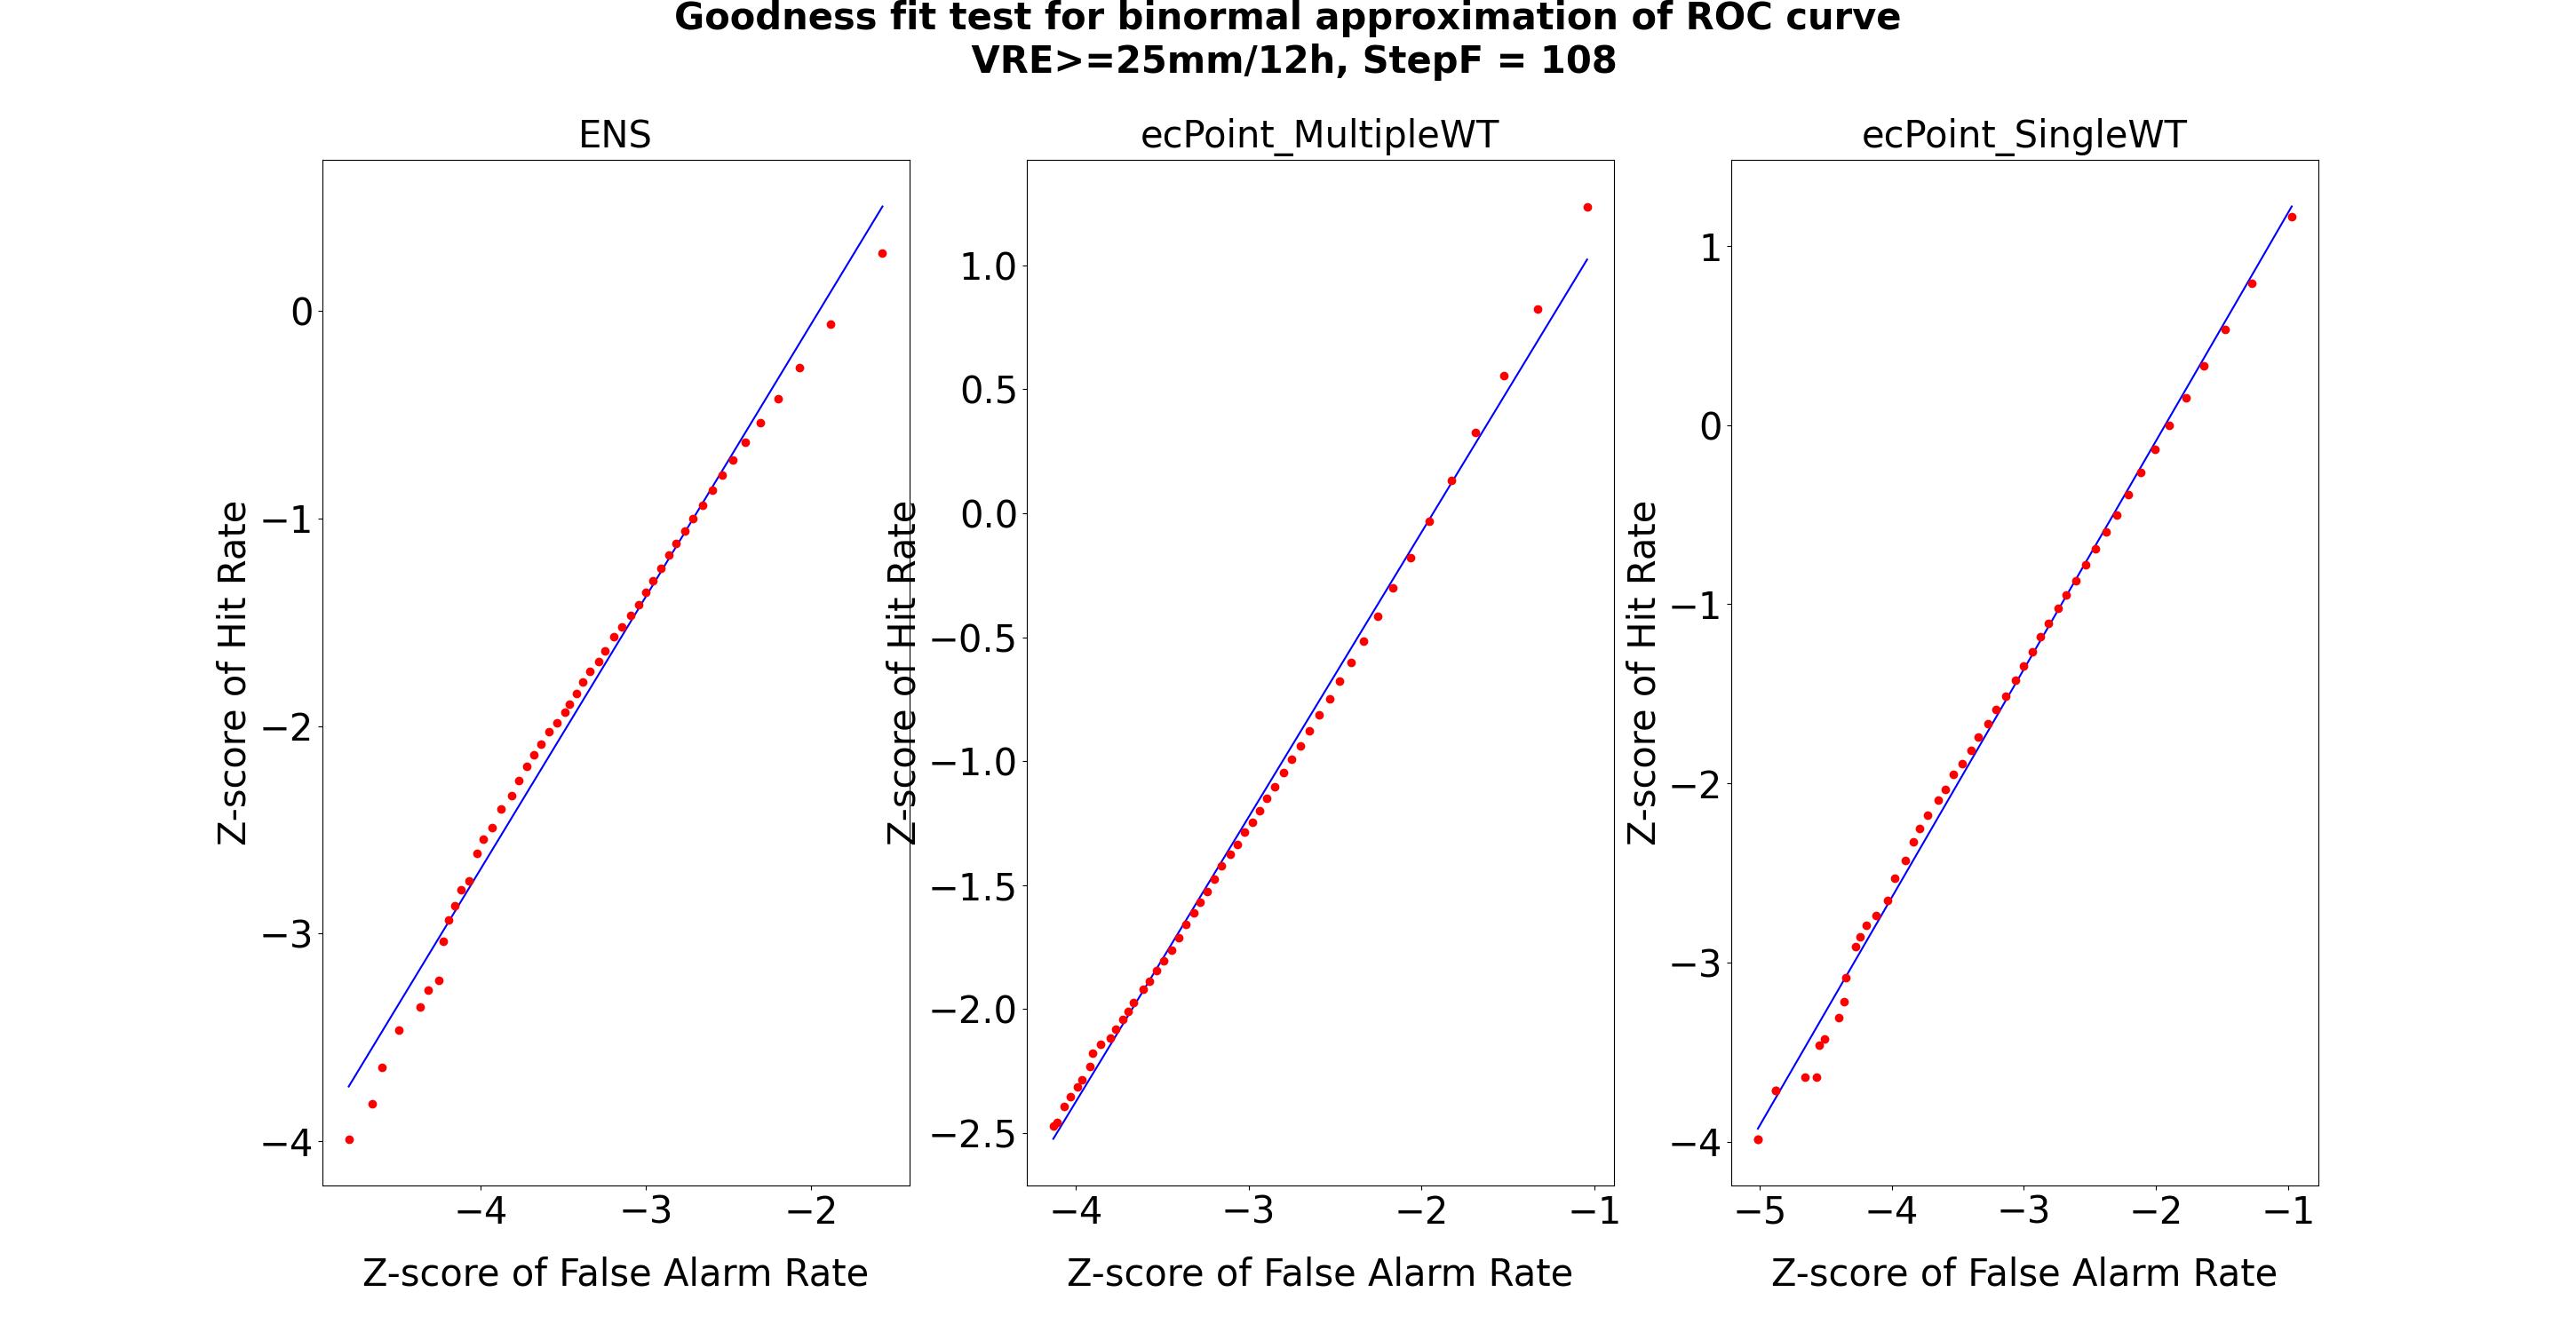 Goodness fit test for binormal approximation of ROC curve
VRE>=25mm/12h, StepF = 108
ENS
ecPoint_MultipleWT
ecPoint_SingleWT
Z-score of Hit Rate
0
−1
−2
−3
−4
−4 −3 −2
Z-score of False Alarm Rate
Z-score of Hit Rate
1.0
0.5
0.0
−0.5
−1.0
−1.5
−2.0
−2.5
−4 −3 −2 −1
Z-score of False Alarm Rate
Z-score of Hit Rate
1
0
−1
−2
−3
−4
−5 −4 −3 −2 −1
Z-score of False Alarm Rate